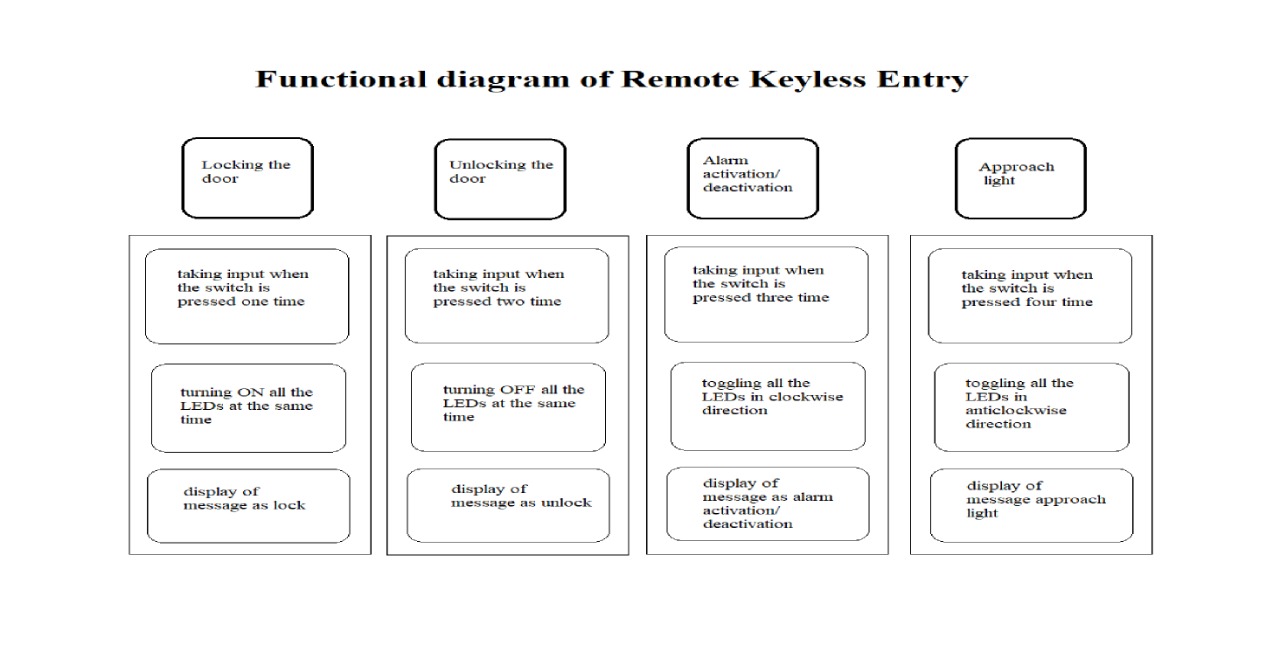 Functional diagram of Remote Keyless Entry
Locking the
door
Unlocking the
door
Alarm
activation/
deactivation
Approach
light
taking input when
the switch is
pressed one time
turning ON all the
LEDs at the same
time
display of
message as lock
taking input when
the switch is
pressed two time
turning OFF all the
LEDs at the same
time
display of
message as unlock
taking input when
the switch is
pressed three time
toggling all the
LEDs in clockwise
direction
display of
message as alarm
activation/
deactivation
taking input when
the switch is
pressed four time
toggling all the
LEDs in
anticlockwise
direction
display of
message approach
light